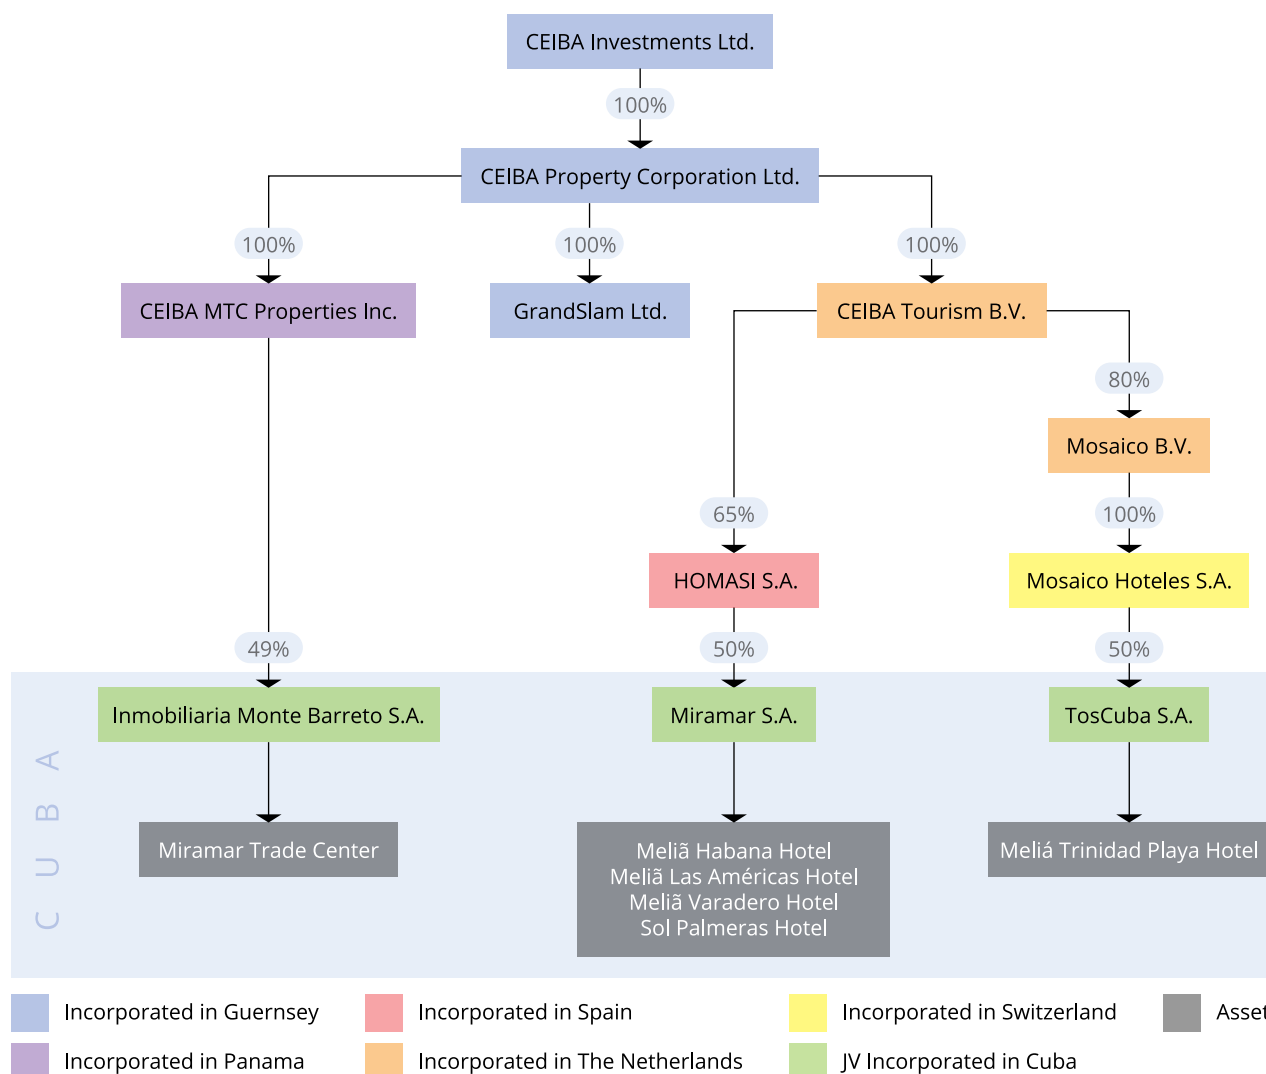 CEIBA Investments Ltd.
100%
CEIBA Property Corporation Ltd.
100%
100%
100%
CEIBA MTC Properties Inc.
GrandSlam Ltd.
CEIBA Tourism B.V.
80%
Mosaico B.V.
65%
100%
HOMASI S.A.
Mosaico Hoteles S.A.
49%
50%
50%
Inmobiliaria Monte Barreto S.A.
Miramar S.A.
TosCuba S.A.
CUBA
Miramar Trade Center
Meliã Habana Hotel
Meliã Las Américas Hotel
Meliã Varadero Hotel
Sol Palmeras Hotel
Meliá Trinidad Playa Hotel
Incorporated in Guernsey
Incorporated in Spain
Incorporated in Switzerland
Asset
Incorporated in Panama
Incorporated in The Netherlands
JV Incorporated in Cuba